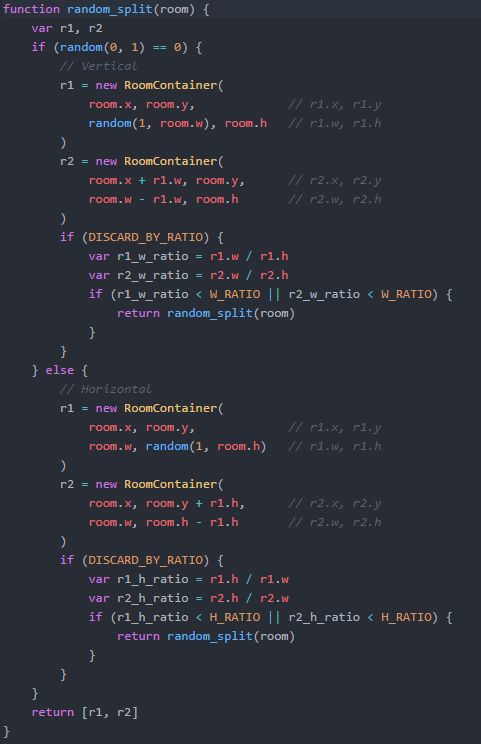 function random_split(room) {
    var r1, r2
    if (random(0, 1) == 0) {
        // Vertical
        r1 = new RoomContainer(
            room.x, room.y,             // r1.x, r1.y
            random(1, room.w), room.h   // r1.w, r1.h
        )
        r2 = new RoomContainer(
            room.x + r1.w, room.y,      // r2.x, r2.y
            room.w - r1.w, room.h       // r2.w, r2.h
        )
        if (DISCARD_BY_RATIO) {
            var r1_w_ratio = r1.w / r1.h
            var r2_w_ratio = r2.w / r2.h
            if (r1_w_ratio < W_RATIO || r2_w_ratio < W_RATIO) {
                return random_split(room)
            }
        }
    } else {
        // Horizontal
        r1 = new RoomContainer(
            room.x, room.y,             // r1.x, r1.y
            room.w, random(1, room.h)   // r1.w, r1.h
        )
        r2 = new RoomContainer(
            room.x, room.y + r1.h,      // r2.x, r2.y
            room.w, room.h - r1.h       // r2.w, r2.h
        )
        if (DISCARD_BY_RATIO) {
            var r1_h_ratio = r1.h / r1.w
            var r2_h_ratio = r2.h / r2.w
            if (r1_h_ratio < H_RATIO || r2_h_ratio < H_RATIO) {
                return random_split(room)
            }
        }
    }
    return [r1, r2]
}